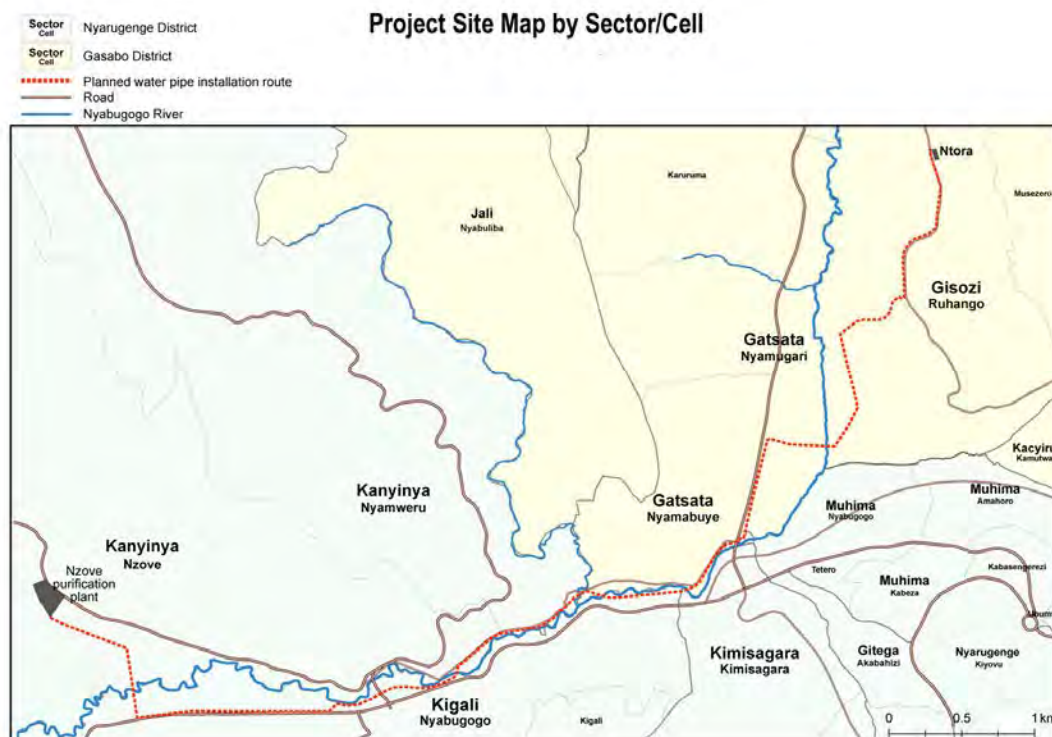 Project Site Map by Sector/Cell
Sector
Cell
Nyarugenge District
Sector
Cell
Gasabo District
Planned water pipe installation route
Road
Nyabugogo River
Ntora
Karuruma
Musezero
Jali
Nyabuliba
Gisozi
Ruhango
Gatsata
Nyamugari
Kacyiru
Kamutwa
Kanyinya
Nyamweru
Gatsata
Nyamabuye
Muhima
Nyabugogo
Muhima
Amahoro
Kanyinya
Nzove
Nzove
purification
plant
Tetero
Kabasengerezi
Muhima
Kabeza
Kimisagara
Kimisagara
Gitega
Akabahizi
Nyarugenge
Kiyovu
Kigali
Nyabugogo
Kigali
0 0.5 1 km